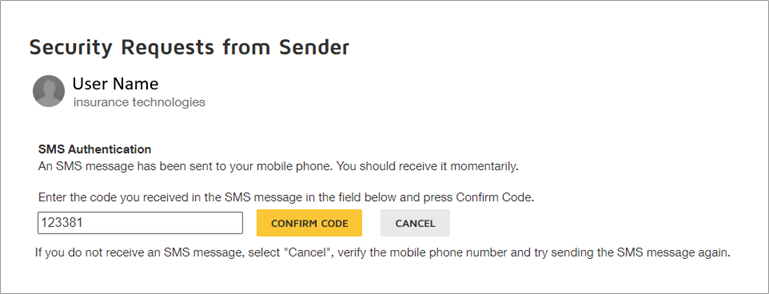 Security Requests from Sender
User Name
insurance technologies
SMS Authentication
An SMS message has been sent to your mobile phone. You should receive it momentarily.
Enter the code you received in the SMS message in the field below and press Confirm Code.
123381 CONFIRM CODE CANCEL
If you do not receive an SMS message, select "Cancel", verify the mobile phone number and try sending the SMS message again.